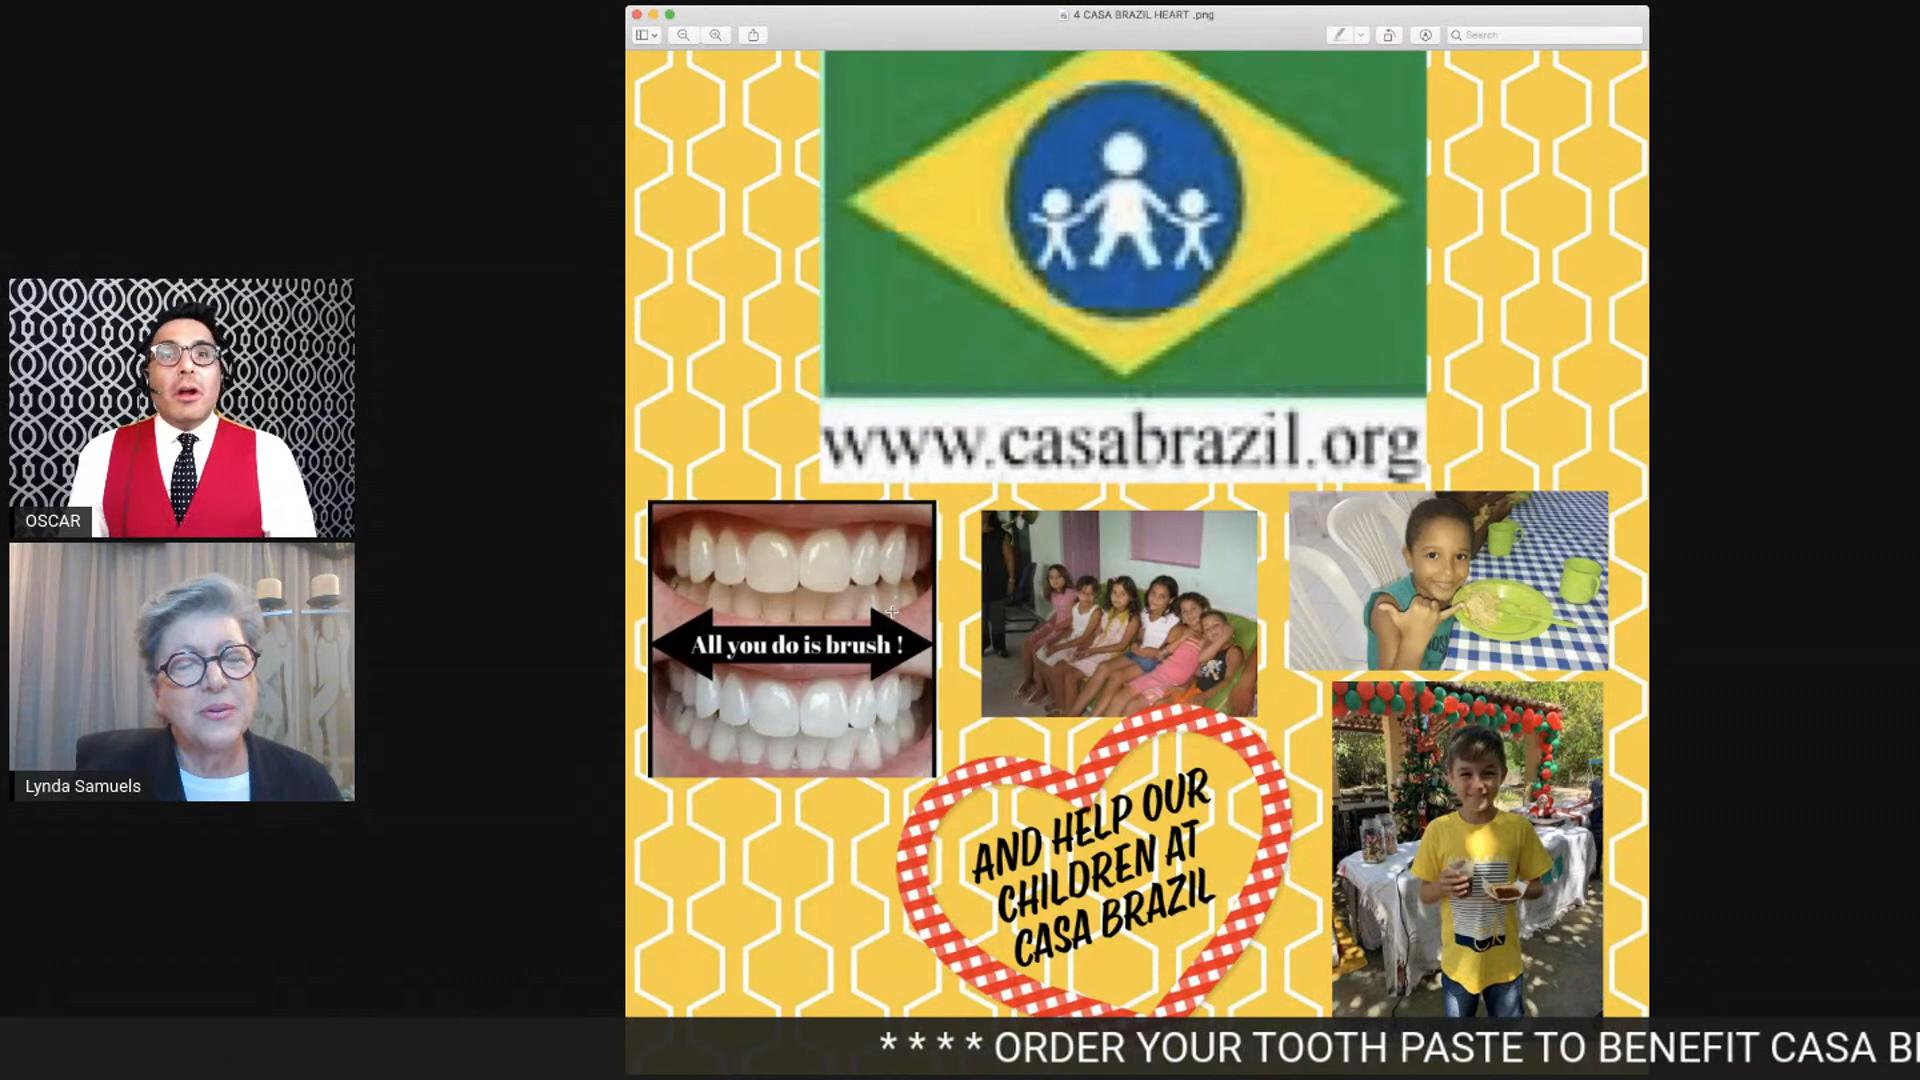 4 CASA BRAZIL HEART .png
Search
www.casabrazil.org
All you do is brush !
AND HELP OUR
CHILDREN AT
CASA BRAZIL
OSCAR
Lynda Samuels
* * * * ORDER YOUR TOOTH PASTE TO BENEFIT CASA